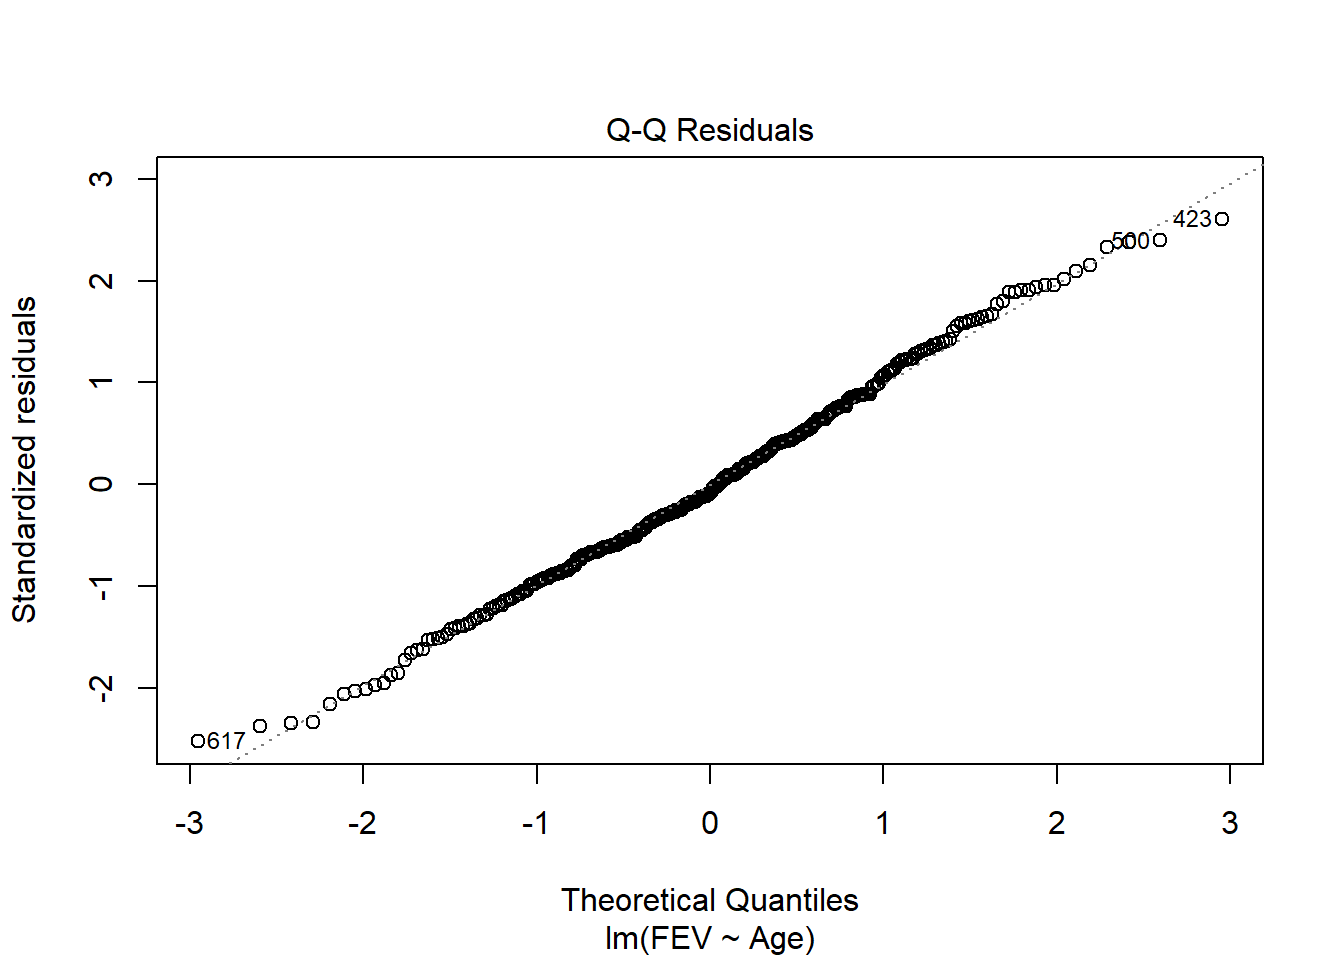 Q-Q Residuals
Standardized residuals
3
2
1
0
-1
-2
423
500
617
-3 -2 -1 0 1 2 3
Theoretical Quantiles
lm(FEV ~ Age)